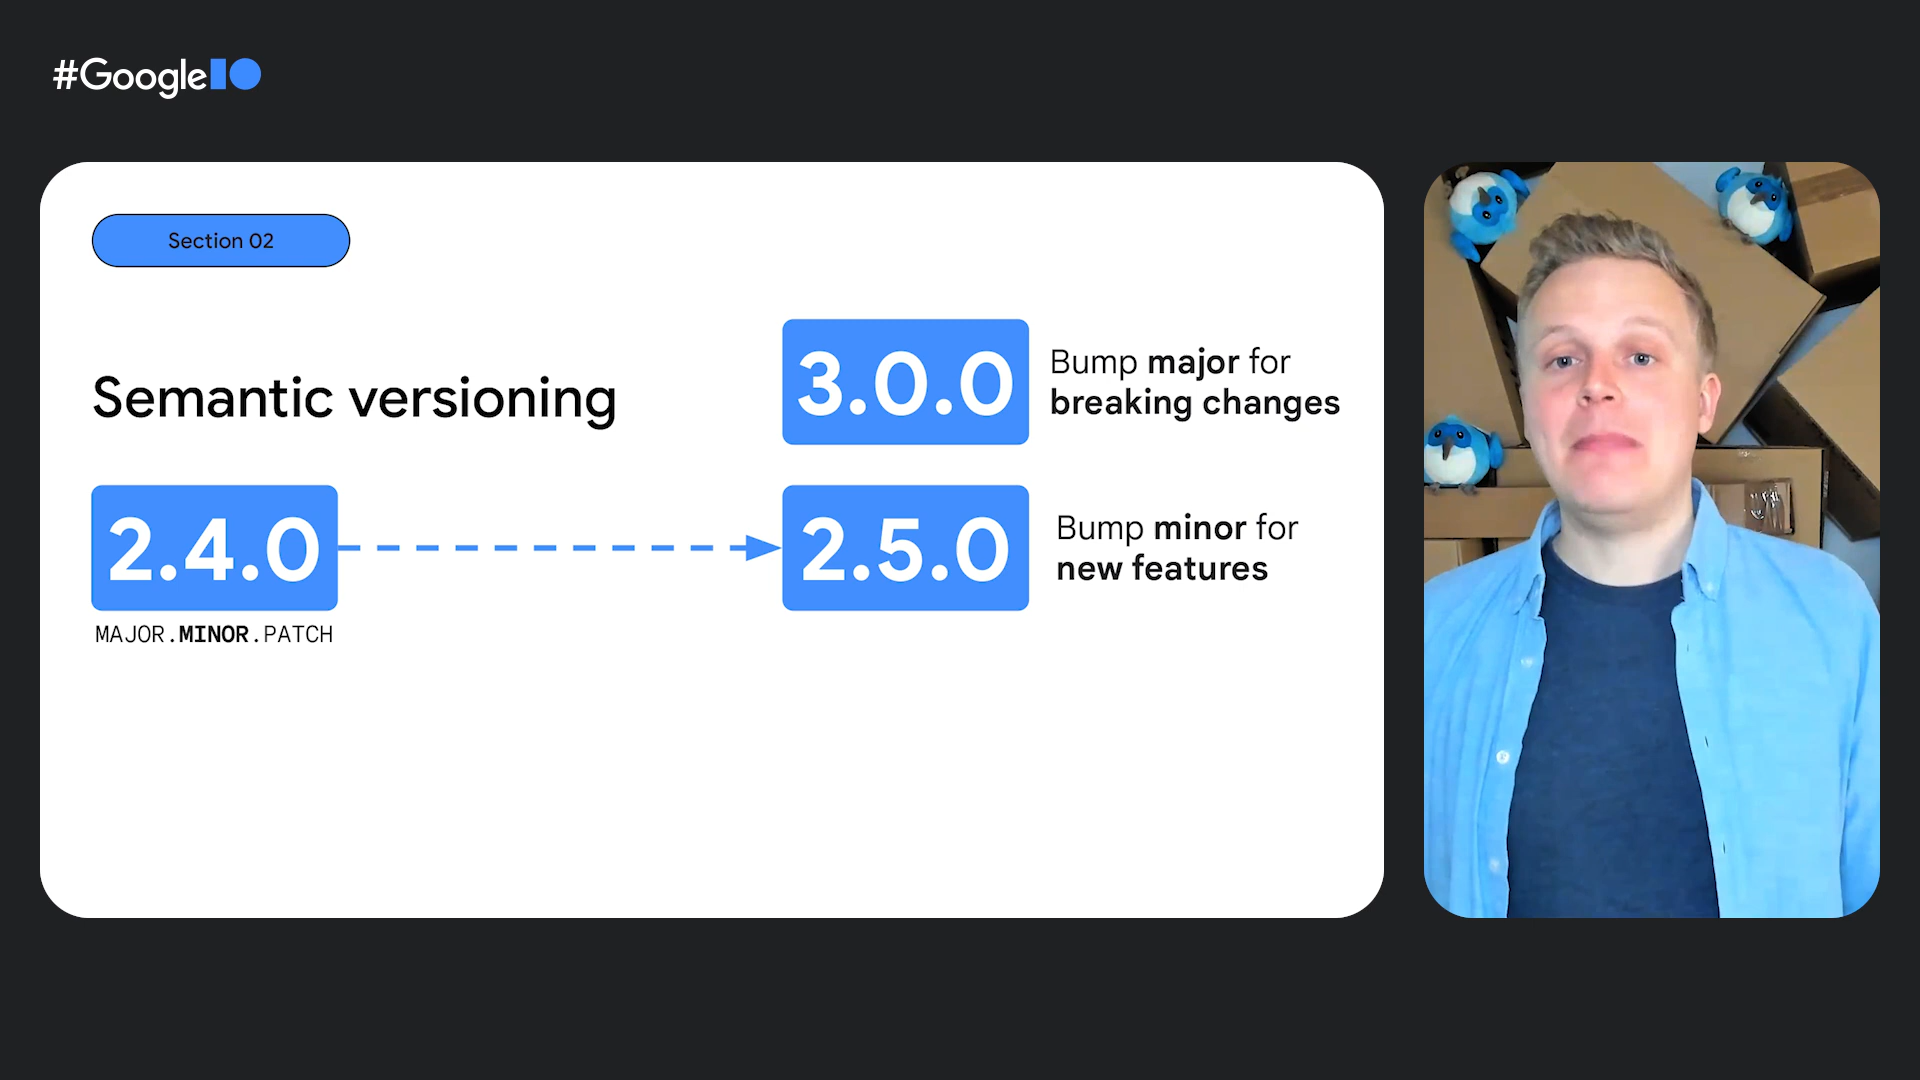 #GoogleIO
Section 02
Semantic versioning
3.0.0
Bump major for
breaking changes
2.4.0
2.5.0
Bump minor for
new features
MAJOR.MINOR.PATCH